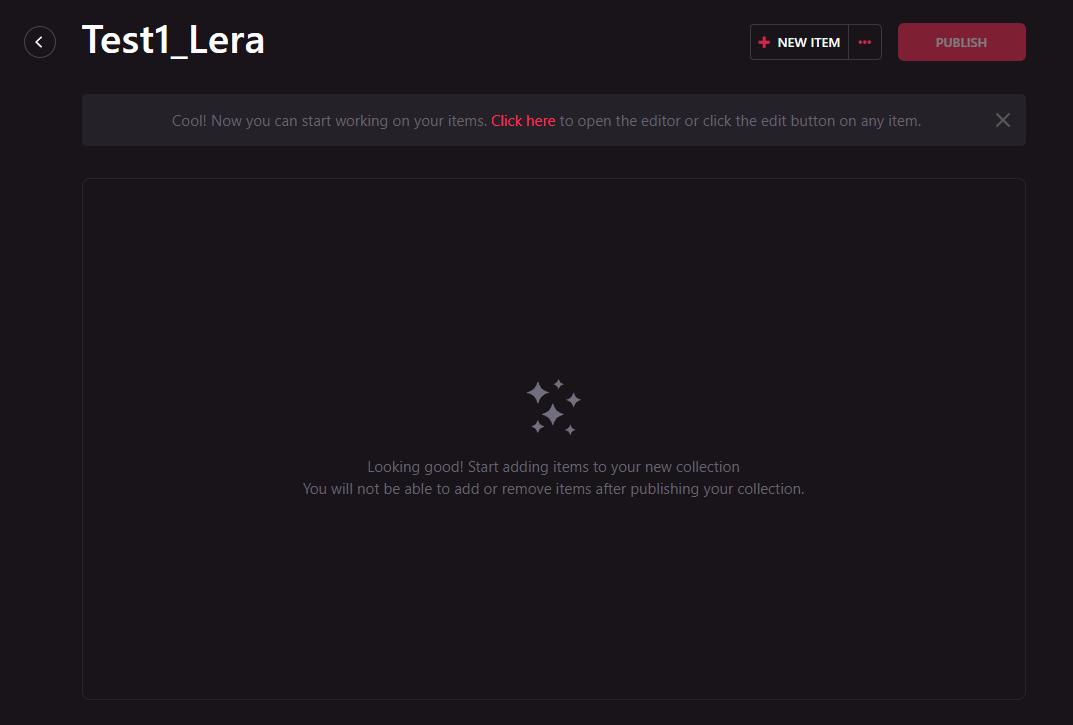 Test1_Lera
NEW ITEM
PUBLISH
Cool! Now you can start working on your items. Click here to open the editor or click the edit button on any item.
Looking good! Start adding items to your new collection
You will not be able to add or remove items after publishing your collection.